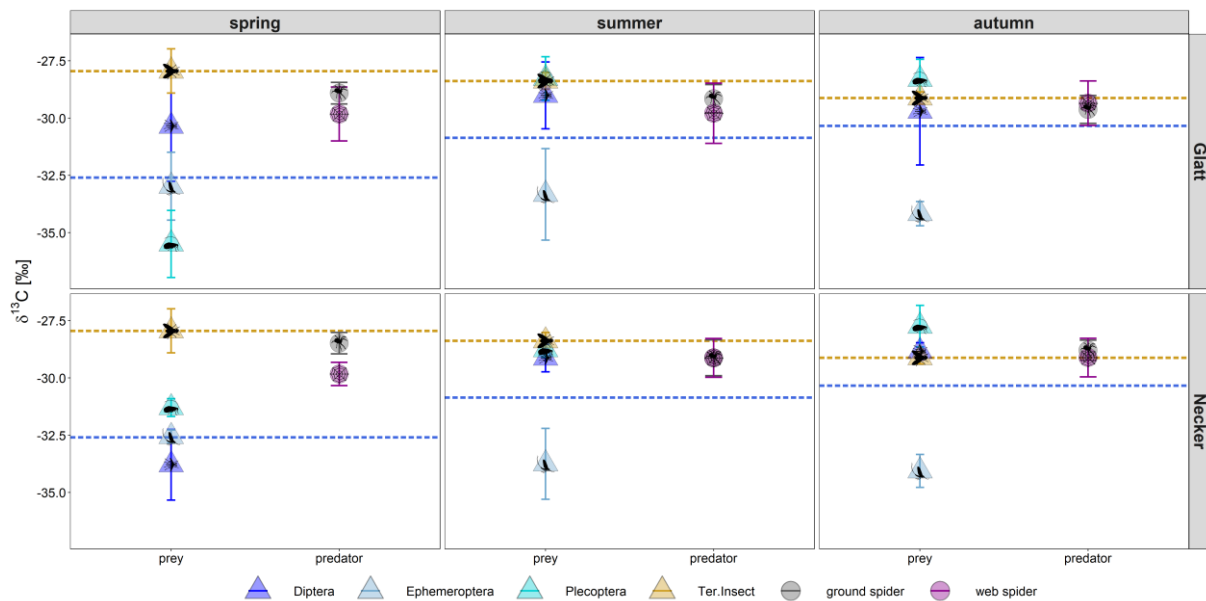 spring summer autumn
-27.5
-30.0
-32.5
-35.0
Glatt
δ¹³C [‰]
-27.5
-30.0
-32.5
-35.0
Necker
prey predator prey predator prey predator
Diptera Ephemeroptera Plecoptera Ter.Insect ground spider web spider